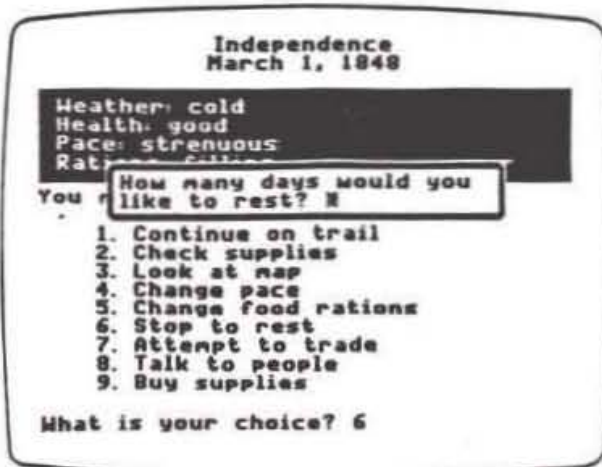 Independence
March 1, 1848
Weather: cold
Health: good
Pace: strenuous
How many days would you
like to rest?
You
1. Continue on trail
2. Check supplies
3. Look at map
4. Change pace
5. Change food rations
6. Stop to rest
7. Attempt to trade
8. Talk to people
9. Buy supplies
What is your choice? 6